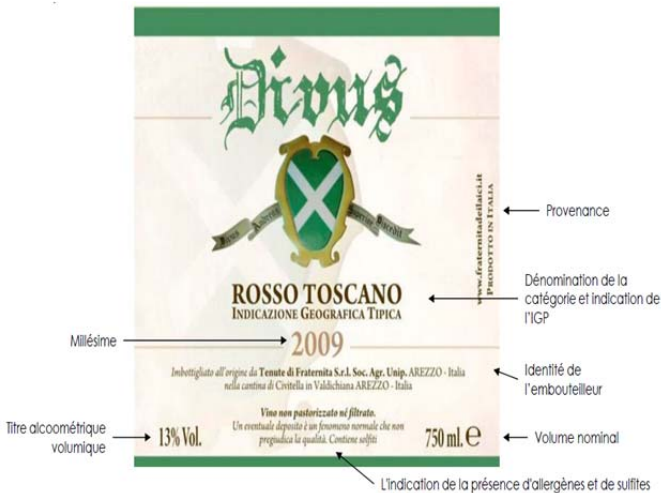 Divus
www.fraternitadeilaici.it
PRODOTTO IN ITALIA
Provenance
ROSSO TOSCANO
INDICAZIONE GEOGRAFICA TIPICA
Dénomination de la
catégorie et indication de
l'IGP
Millésime
2009
Imbottigliato all'origine da Tenute di Fraternita S.r.l. Soc. Agr. Unip. AREZZO - Italia
nella cantina di Civitella in Valdichiana AREZZO - Italia
Identité de
l'embouteilleur
Titre alcoométrique
volumique
13% Vol.
Vino non pastorizzato né filtrato.
Un eventuale deposito è un fenomeno normale che non
pregiudica la qualità. Contiene solfiti
750 ml. e
Volume nominal
L'indication de la présence d'allergènes et de sulfites